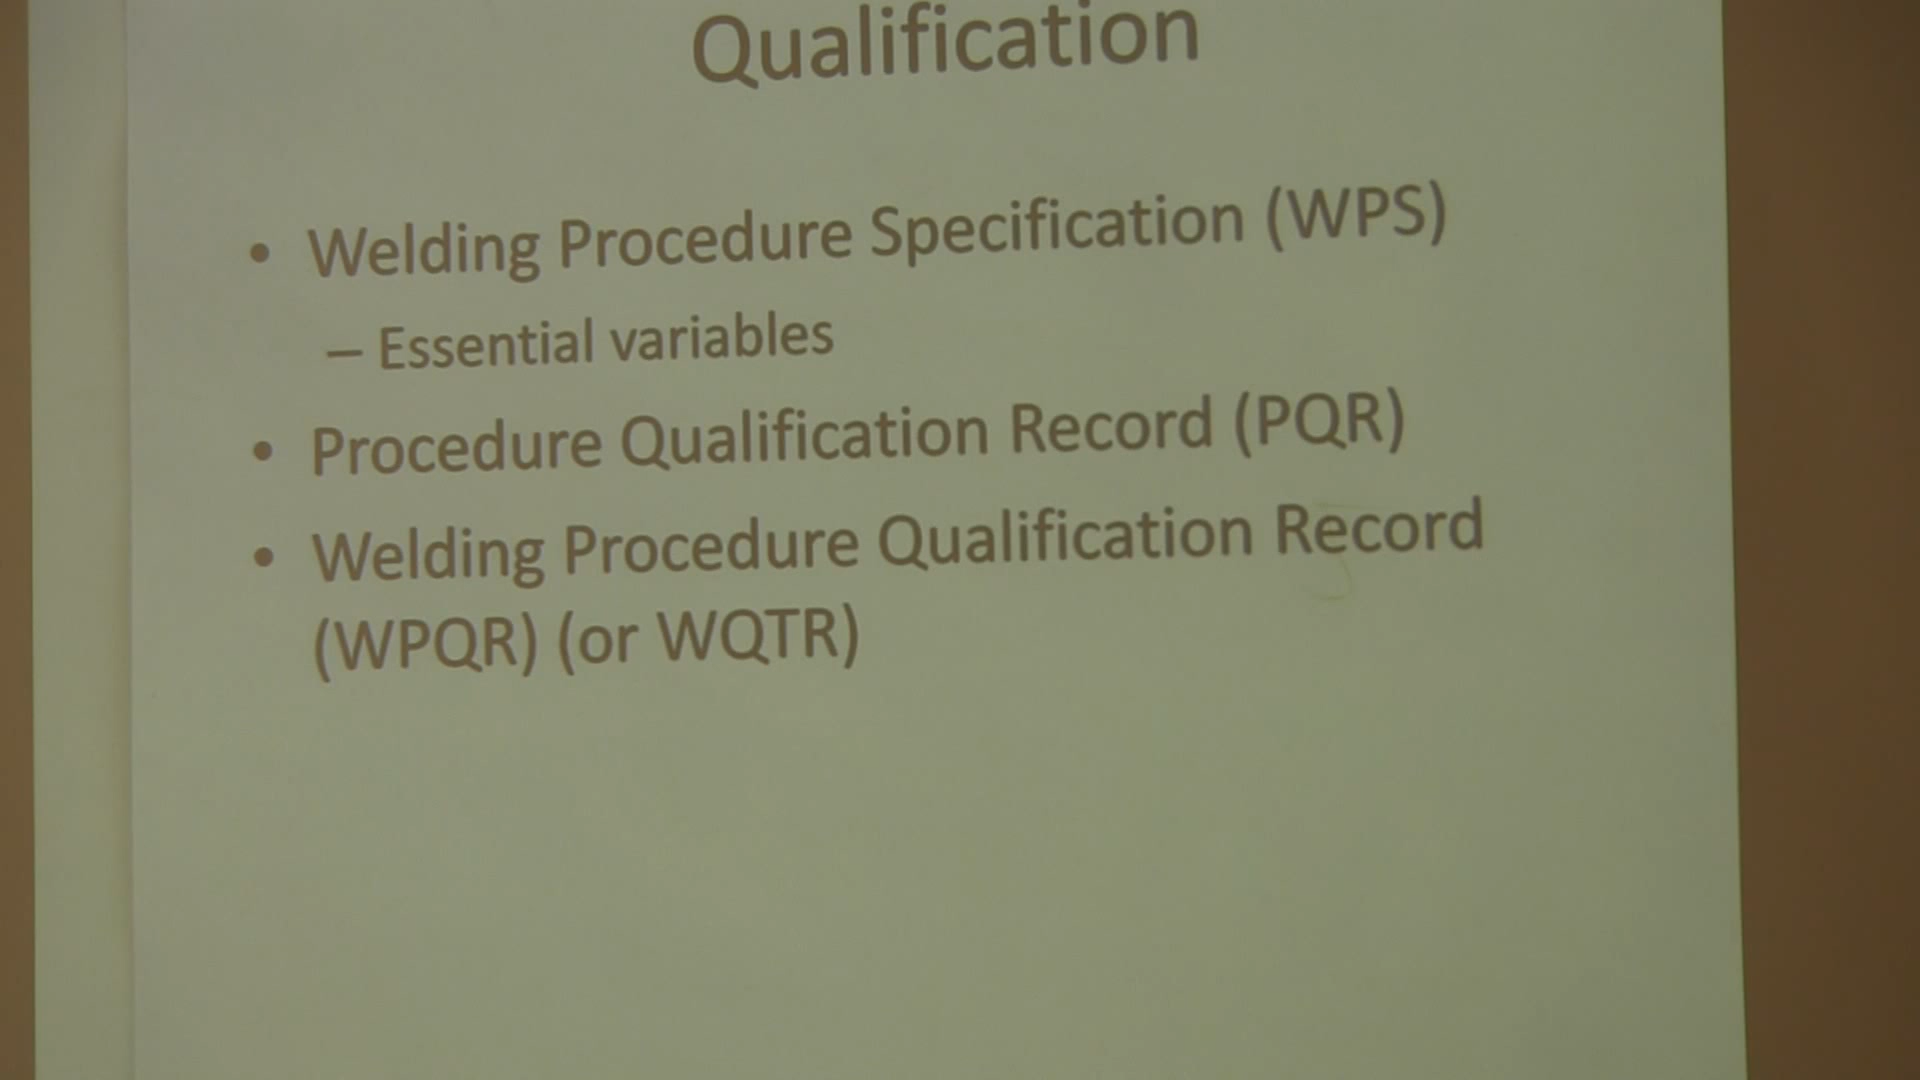 Qualification
• Welding Procedure Specification (WPS)
– Essential variables
• Procedure Qualification Record (PQR)
• Welding Procedure Qualification Record
(WPQR) (or WQTR)